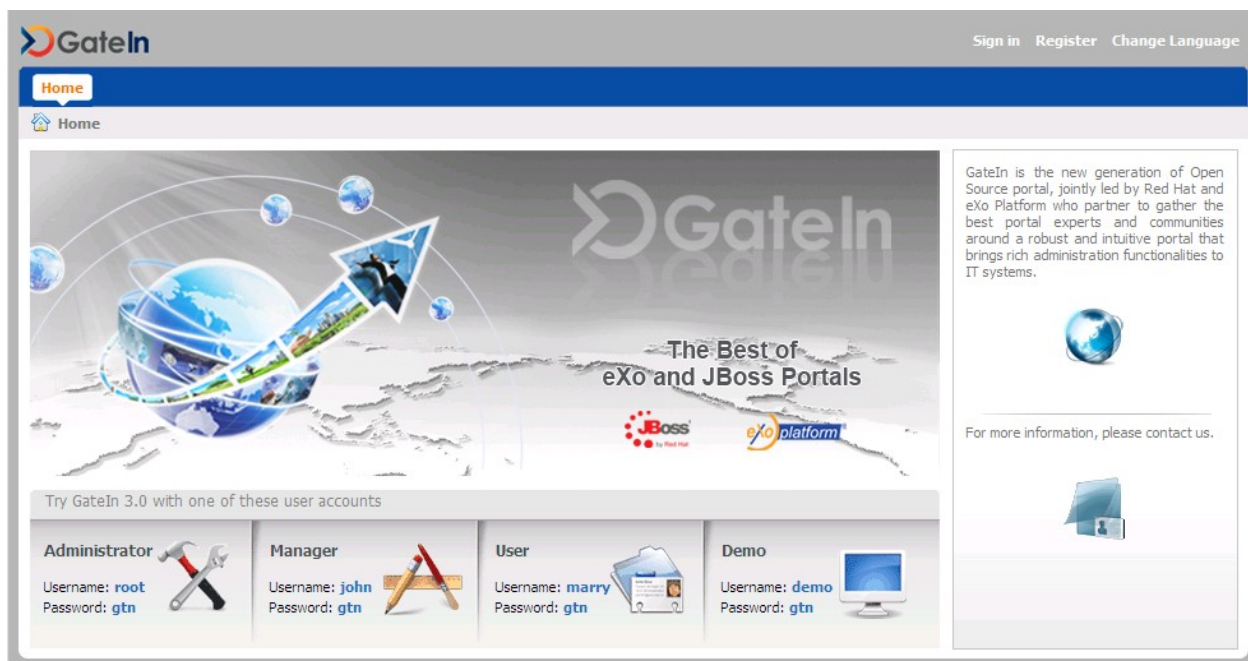 GateIn
Sign in Register Change Language
Home
Home
GateIn
The Best of
eXo and JBoss Portals
JBoss
by Red Hat
eXo platform
GateIn is the new generation of Open
Source portal, jointly led by Red Hat and
eXo Platform who partner to gather the
best portal experts and communities
around a robust and intuitive portal that
brings rich administration functionalities to
IT systems.
For more information, please contact us.
Try GateIn 3.0 with one of these user accounts
Administrator
Username: root
Password: gtn
Manager
Username: john
Password: gtn
User
Username: marry
Password: gtn
Demo
Username: demo
Password: gtn